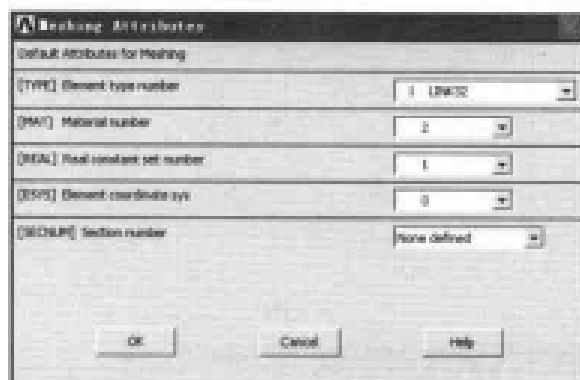 Meshing Attributes
Default Attributes for Meshing
[TYPE] Element type number 1 LINK32
[MAT] Material number 2
[REAL] Real constant set number 1
[ESYS] Element coordinate sys 0
[SECNUM] Section number None defined
OK Cancel Help